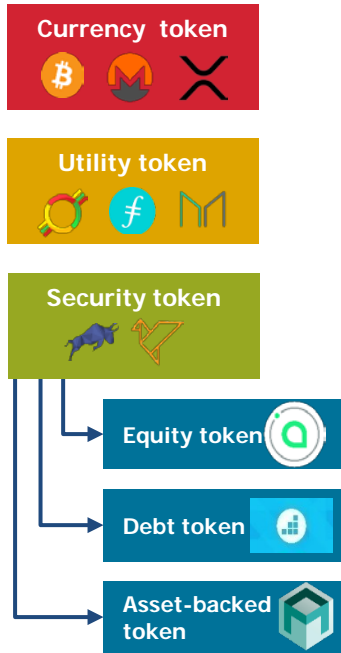 Currency token
Utility token
Security token
Equity token
Debt token
Asset-backed
token